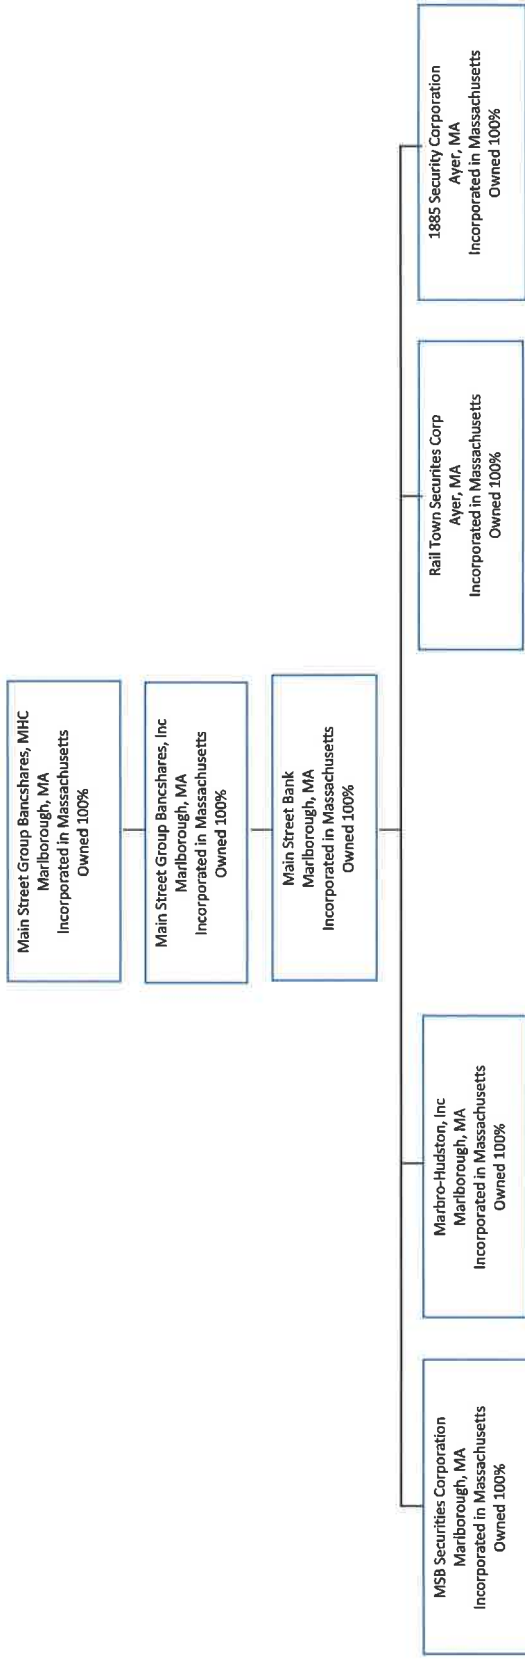 Main Street Group Bancshares, MHC
Marlborough, MA
Incorporated in Massachusetts
Owned 100%
Main Street Group Bancshares, Inc
Marlborough, MA
Incorporated in Massachusetts
Owned 100%
Main Street Bank
Marlborough, MA
Incorporated in Massachusetts
Owned 100%
MSB Securities Corporation
Marlborough, MA
Incorporated in Massachusetts
Owned 100%
Marbro-Hudston, Inc
Marlborough, MA
Incorporated in Massachusetts
Owned 100%
Rail Town Securites Corp
Ayer, MA
Incorporated in Massachusetts
Owned 100%
1885 Security Corporation
Ayer, MA
Incorporated in Massachusetts
Owned 100%